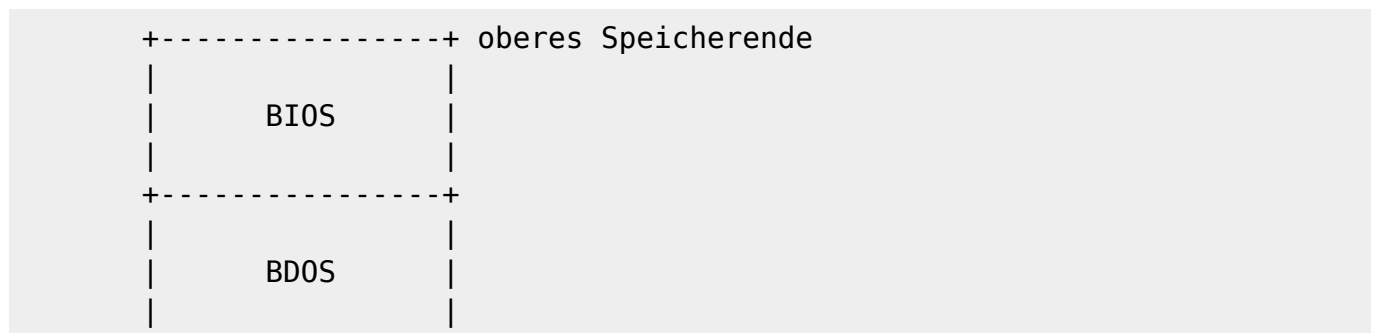 +----------------+ oberes Speicherende
|                |
|      BIOS      |
|                |
+----------------+
|                |
|      BDOS      |
|                |